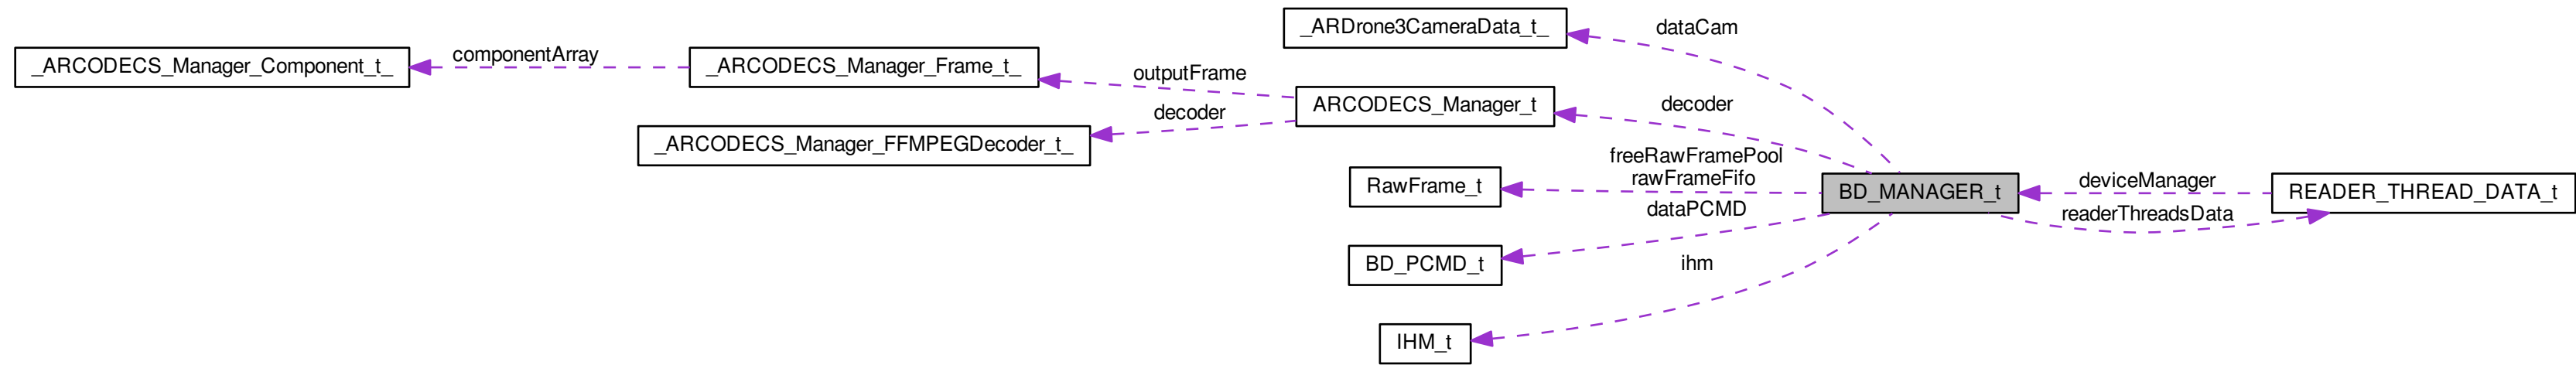 _ARDrone3CameraData_t_
dataCam
_ARCODECS_Manager_Component_t_
componentArray
_ARCODECS_Manager_Frame_t_
outputFrame
ARCODECS_Manager_t
decoder
decoder
_ARCODECS_Manager_FFMPEGDecoder_t_
freeRawFramePool
rawFrameFifo
RawFrame_t
BD_MANAGER_t
deviceManager
READER_THREAD_DATA_t
readerThreadsData
dataPCMD
BD_PCMD_t
ihm
IHM_t